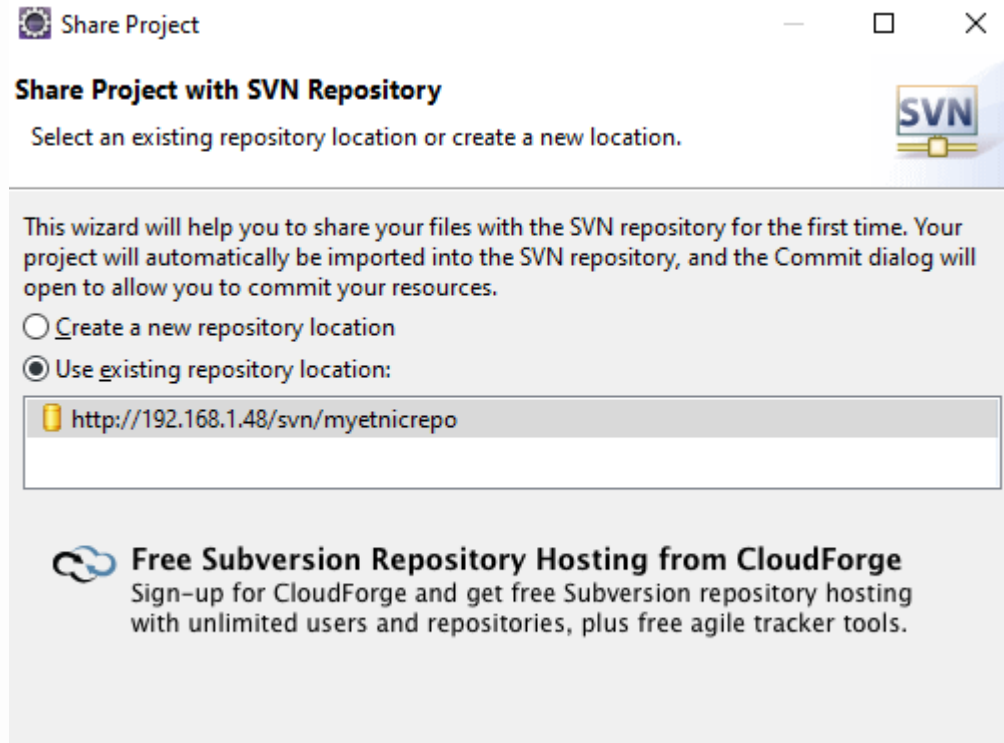 Share Project
Share Project with SVN Repository
Select an existing repository location or create a new location.
SVN
This wizard will help you to share your files with the SVN repository for the first time. Your
project will automatically be imported into the SVN repository, and the Commit dialog will
open to allow you to commit your resources.
Create a new repository location
Use existing repository location:
http://192.168.1.48/svn/myetnicrepo
Free Subversion Repository Hosting from CloudForge
Sign-up for CloudForge and get free Subversion repository hosting
with unlimited users and repositories, plus free agile tracker tools.